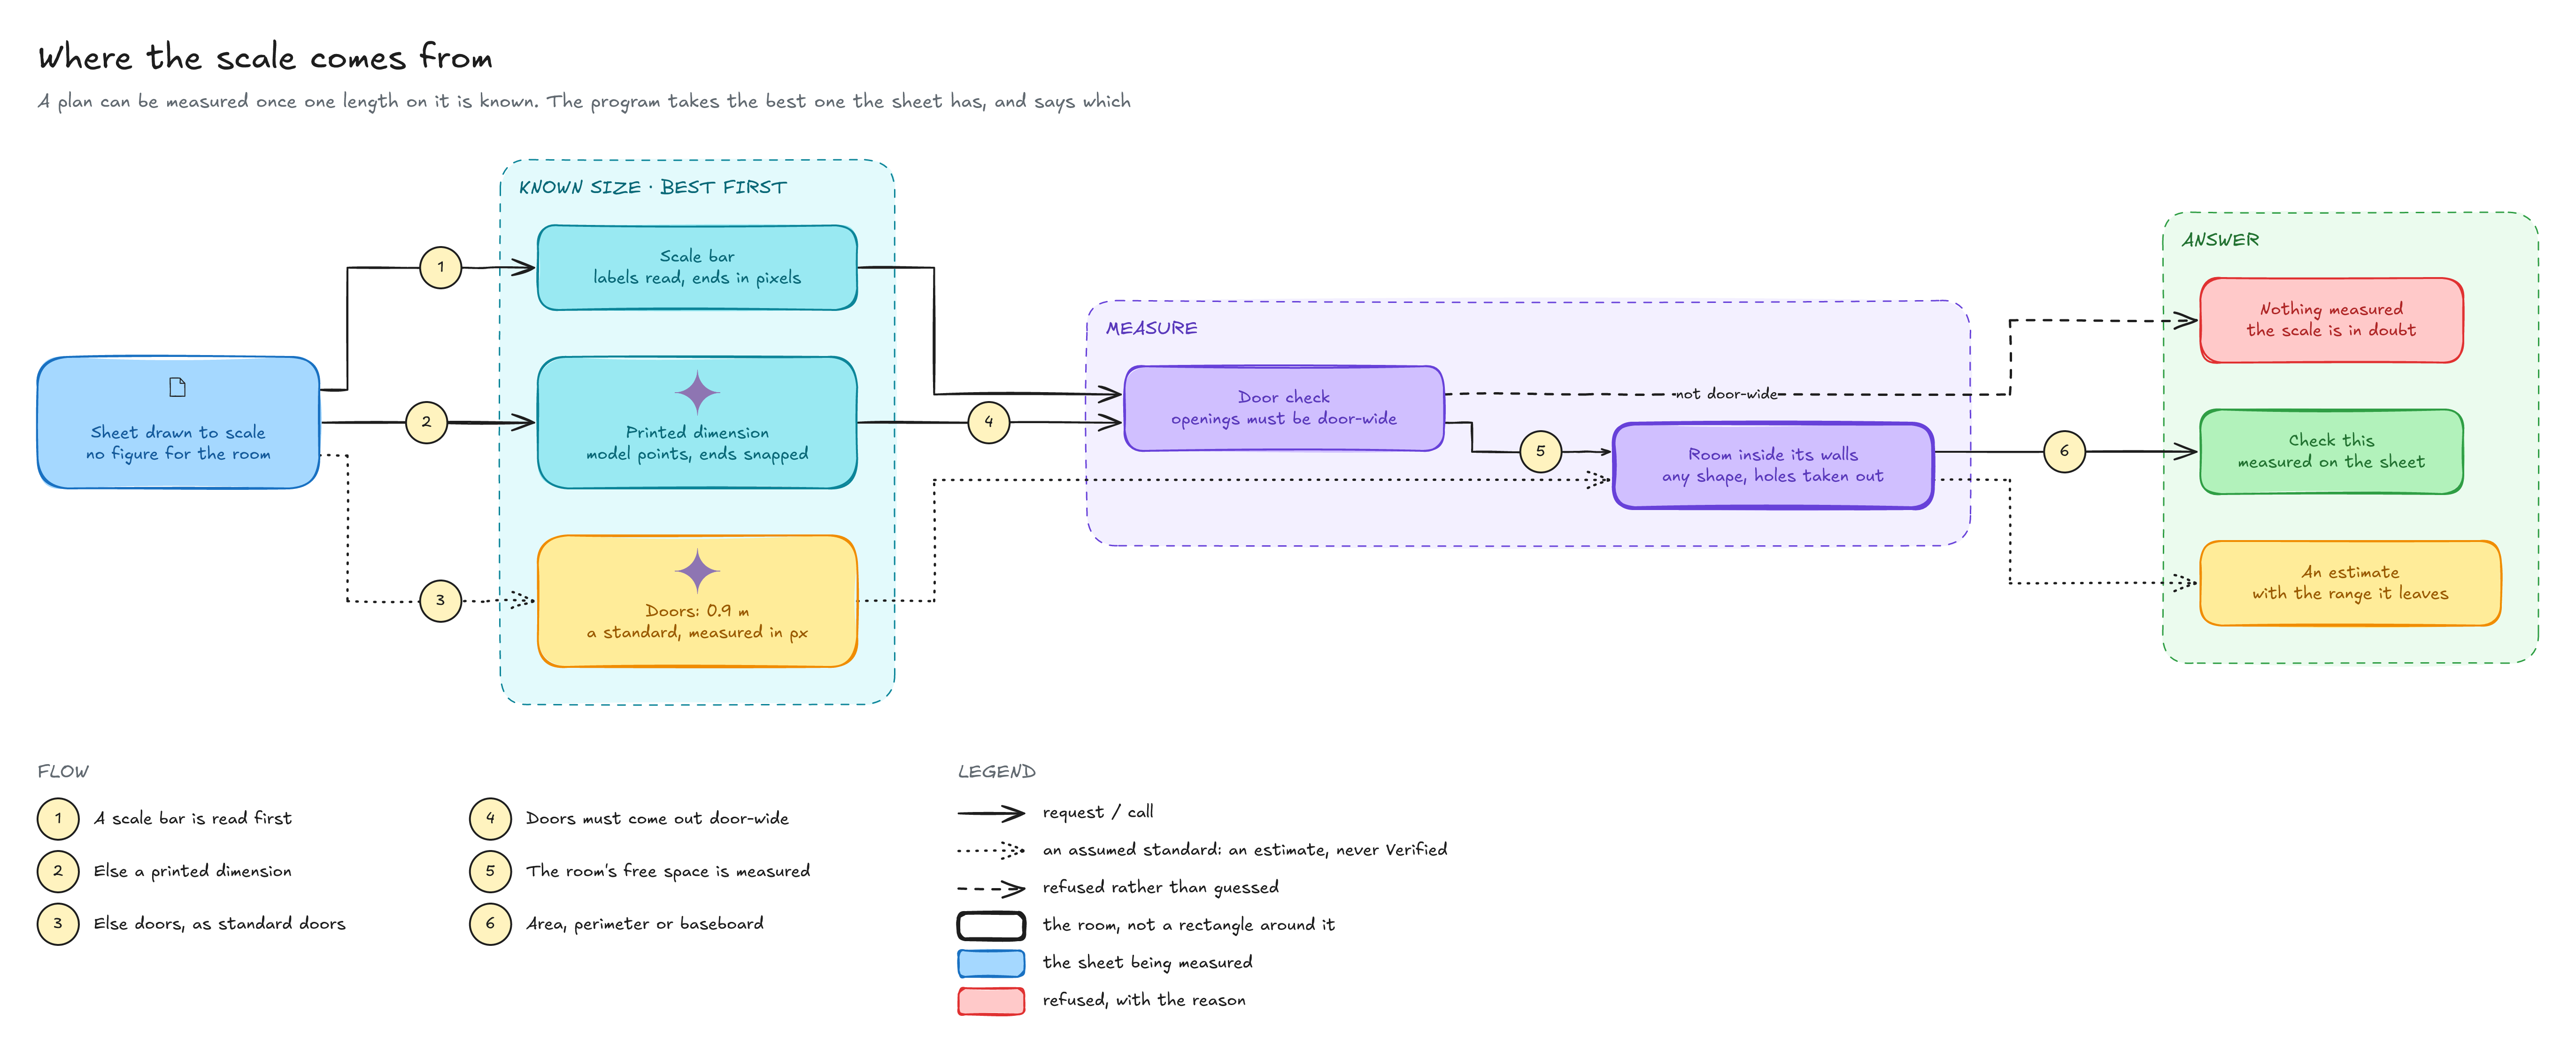 Where the scale comes from
A plan can be measured once one length on it is known. The program takes the best one the sheet has, and says which
KNOWN SIZE · BEST FIRST
Scale bar
labels read, ends in pixels
1
Sheet drawn to scale
no figure for the room
2
Printed dimension
model points, ends snapped
3
Doors: 0.9 m
a standard, measured in px
4
MEASURE
Door check
openings must be door-wide
not door-wide
5
Room inside its walls
any shape, holes taken out
6
ANSWER
Nothing measured
the scale is in doubt
Check this
measured on the sheet
An estimate
with the range it leaves
FLOW
1 A scale bar is read first
2 Else a printed dimension
3 Else doors, as standard doors
4 Doors must come out door-wide
5 The room's free space is measured
6 Area, perimeter or baseboard
LEGEND
request / call
an assumed standard: an estimate, never Verified
refused rather than guessed
the room, not a rectangle around it
the sheet being measured
refused, with the reason